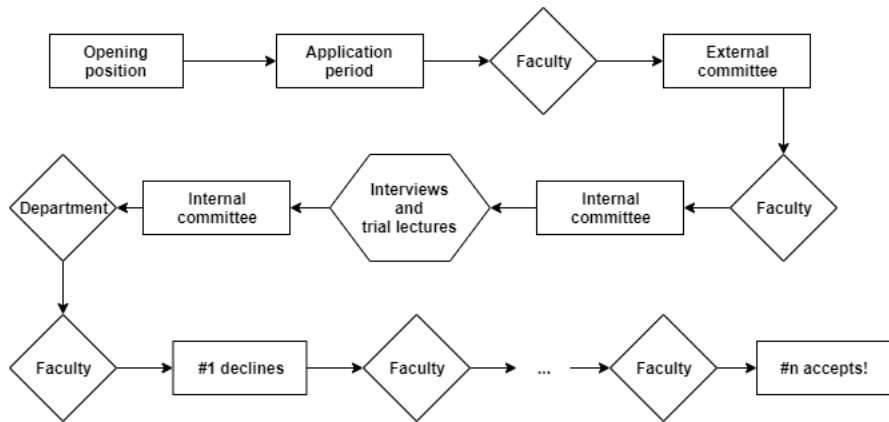 Opening
position
Application
period
Faculty
External
committee
Faculty
Internal
committee
Interviews
and
trial lectures
Internal
committee
Department
Faculty
#1 declines
Faculty
...
Faculty
#n accepts!